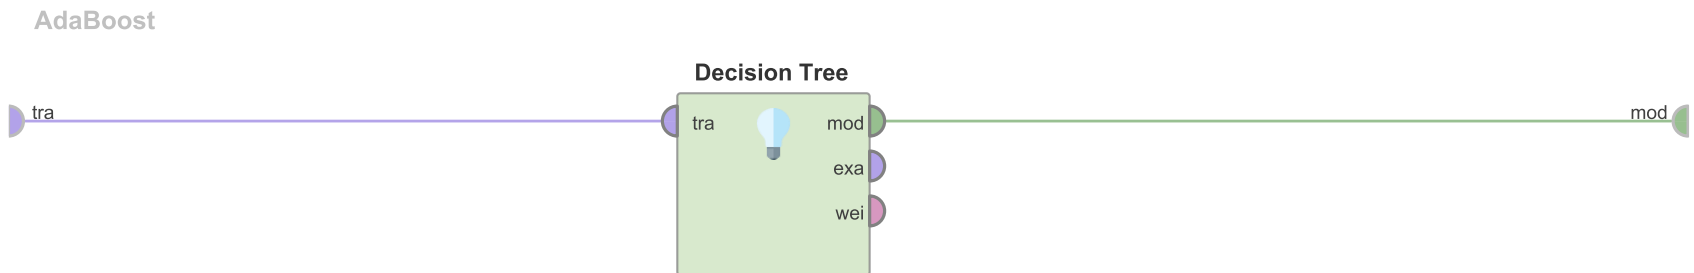 AdaBoost
Decision Tree
tra
tra
mod
mod
exa
wei